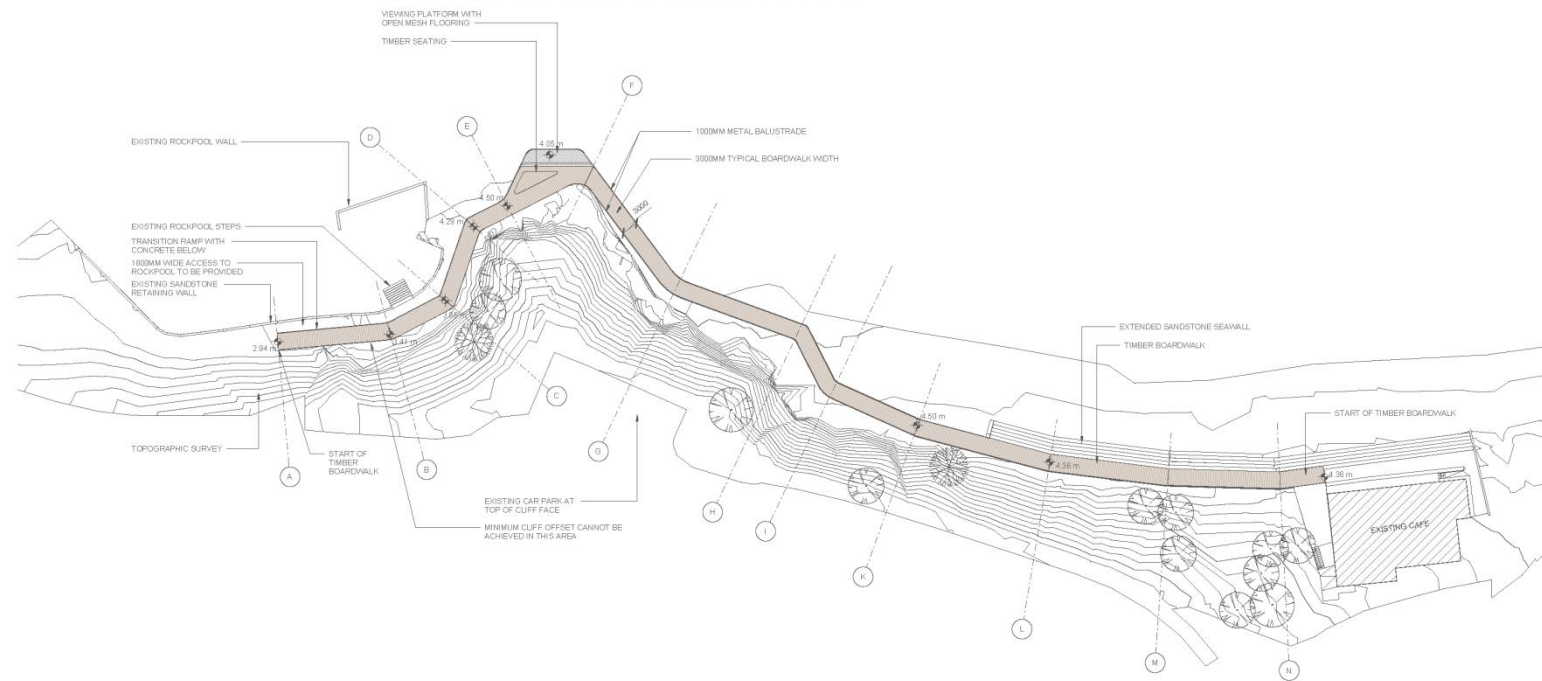 VIEWING PLATFORM WITH
OPEN MESH FLOORING
TIMBER SEATING
F
E
D
4.05 m
1000MM METAL BALUSTRADE
3000MM TYPICAL BOARDWALK WIDTH
EXISTING ROCKPOOL WALL
4.50 m
3000
4.29 m
EXISTING ROCKPOOL STEPS
TRANSITION RAMP WITH
CONCRETE BELOW
1800MM WIDE ACCESS TO
ROCKPOOL TO BE PROVIDED
EXISTING SANDSTONE
RETAINING WALL
2.94 m
3.41 m
EXTENDED SANDSTONE SEAWALL
TIMBER BOARDWALK
C
4.50 m
START OF TIMBER BOARDWALK
TOPOGRAPHIC SURVEY
START OF
TIMBER
BOARDWALK
A
B
G
4.36 m
4.36 m
EXISTING CAR PARK AT
TOP OF CLIFF FACE
MINIMUM CLIFF OFFSET CANNOT BE
ACHIEVED IN THIS AREA
H
I
EXISTING CAFE
K
L
M
N